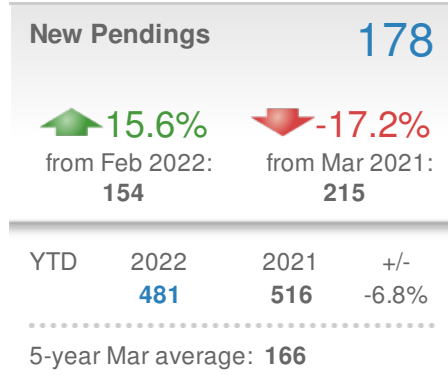 New Pendings 178
15.6% -17.2%
from Feb 2022: from Mar 2021:
154 215
YTD 2022 2021 +/-
481 516 -6.8%
5-year Mar average: 166